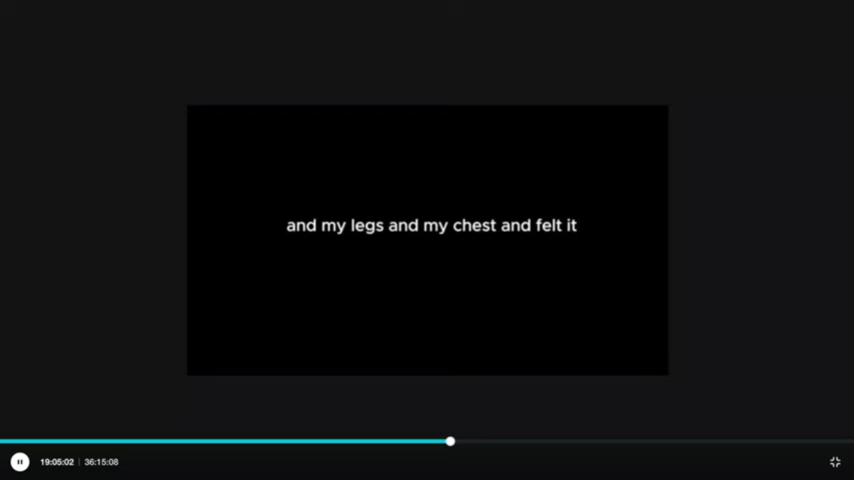 and my legs and my chest and felt it
19:05:02 | 36:15:08